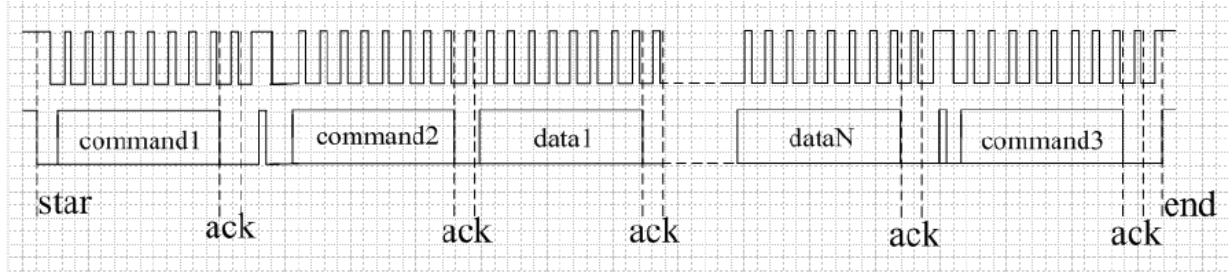 command1
command2
data1
dataN
command3
star
end
ack
ack
ack
ack
ack